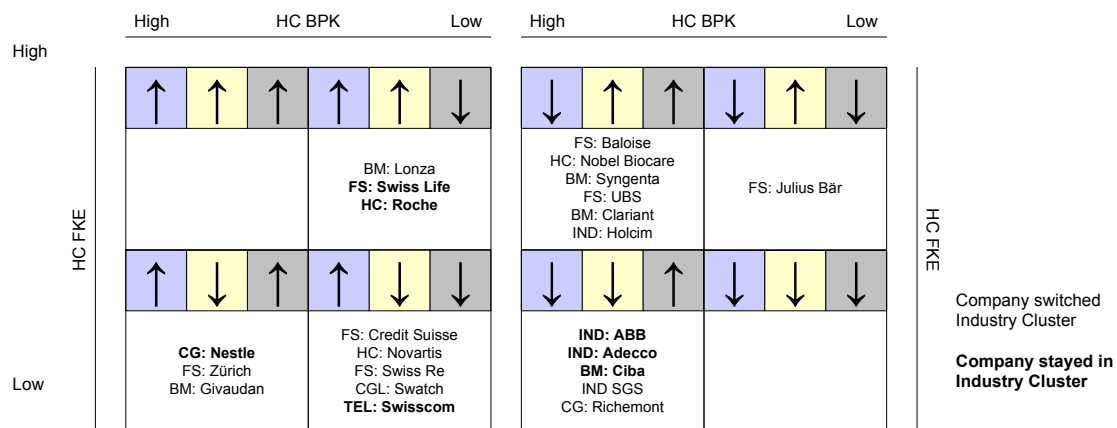 High HC BPK Low
High HC BPK Low
High
HC FKE
BM: Lonza
FS: Swiss Life
HC: Roche
FS: Baloise
HC: Nobel Biocare
BM: Syngenta
FS: UBS
BM: Clariant
IND: Holcim
FS: Julius Bär
HC FKE
CG: Nestle
FS: Zürich
BM: Givaudan
FS: Credit Suisse
HC: Novartis
FS: Swiss Re
CGL: Swatch
TEL: Swisscom
IND: ABB
IND: Adecco
BM: Ciba
IND SGS
CG: Richemont
Low
Company switched
Industry Cluster
Company stayed in
Industry Cluster